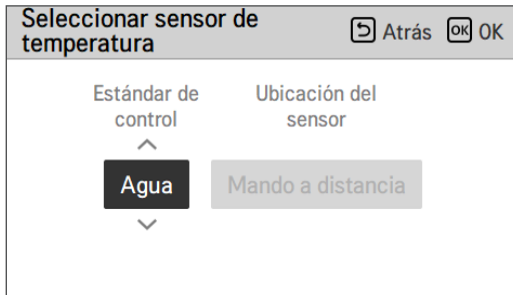 Seleccionar sensor de
temperatura
Atrás OK OK
Estándar de
control
Ubicación del
sensor
Agua
Mando a distancia